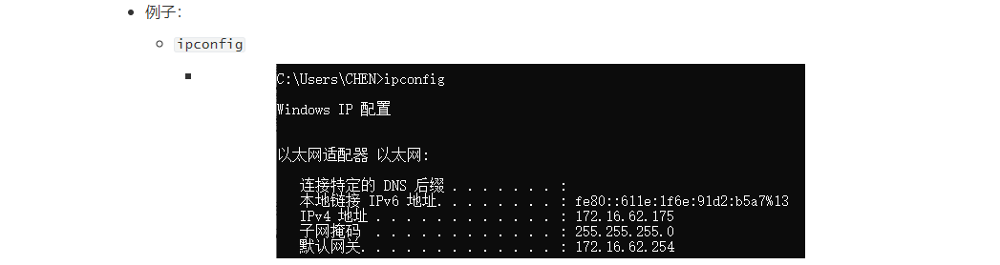 例子：
ipconfig
C:\Users\CHEN>ipconfig
Windows IP 配置
以太网适配器 以太网:
连接特定的 DNS 后缀 . . . . . . . :
本地链接 IPv6 地址. . . . . . . . : fe80::611e:1f6e:91d2:b5a7%13
IPv4 地址 . . . . . . . . . . . . : 172.16.62.175
子网掩码 . . . . . . . . . . . . : 255.255.255.0
默认网关. . . . . . . . . . . . . : 172.16.62.254